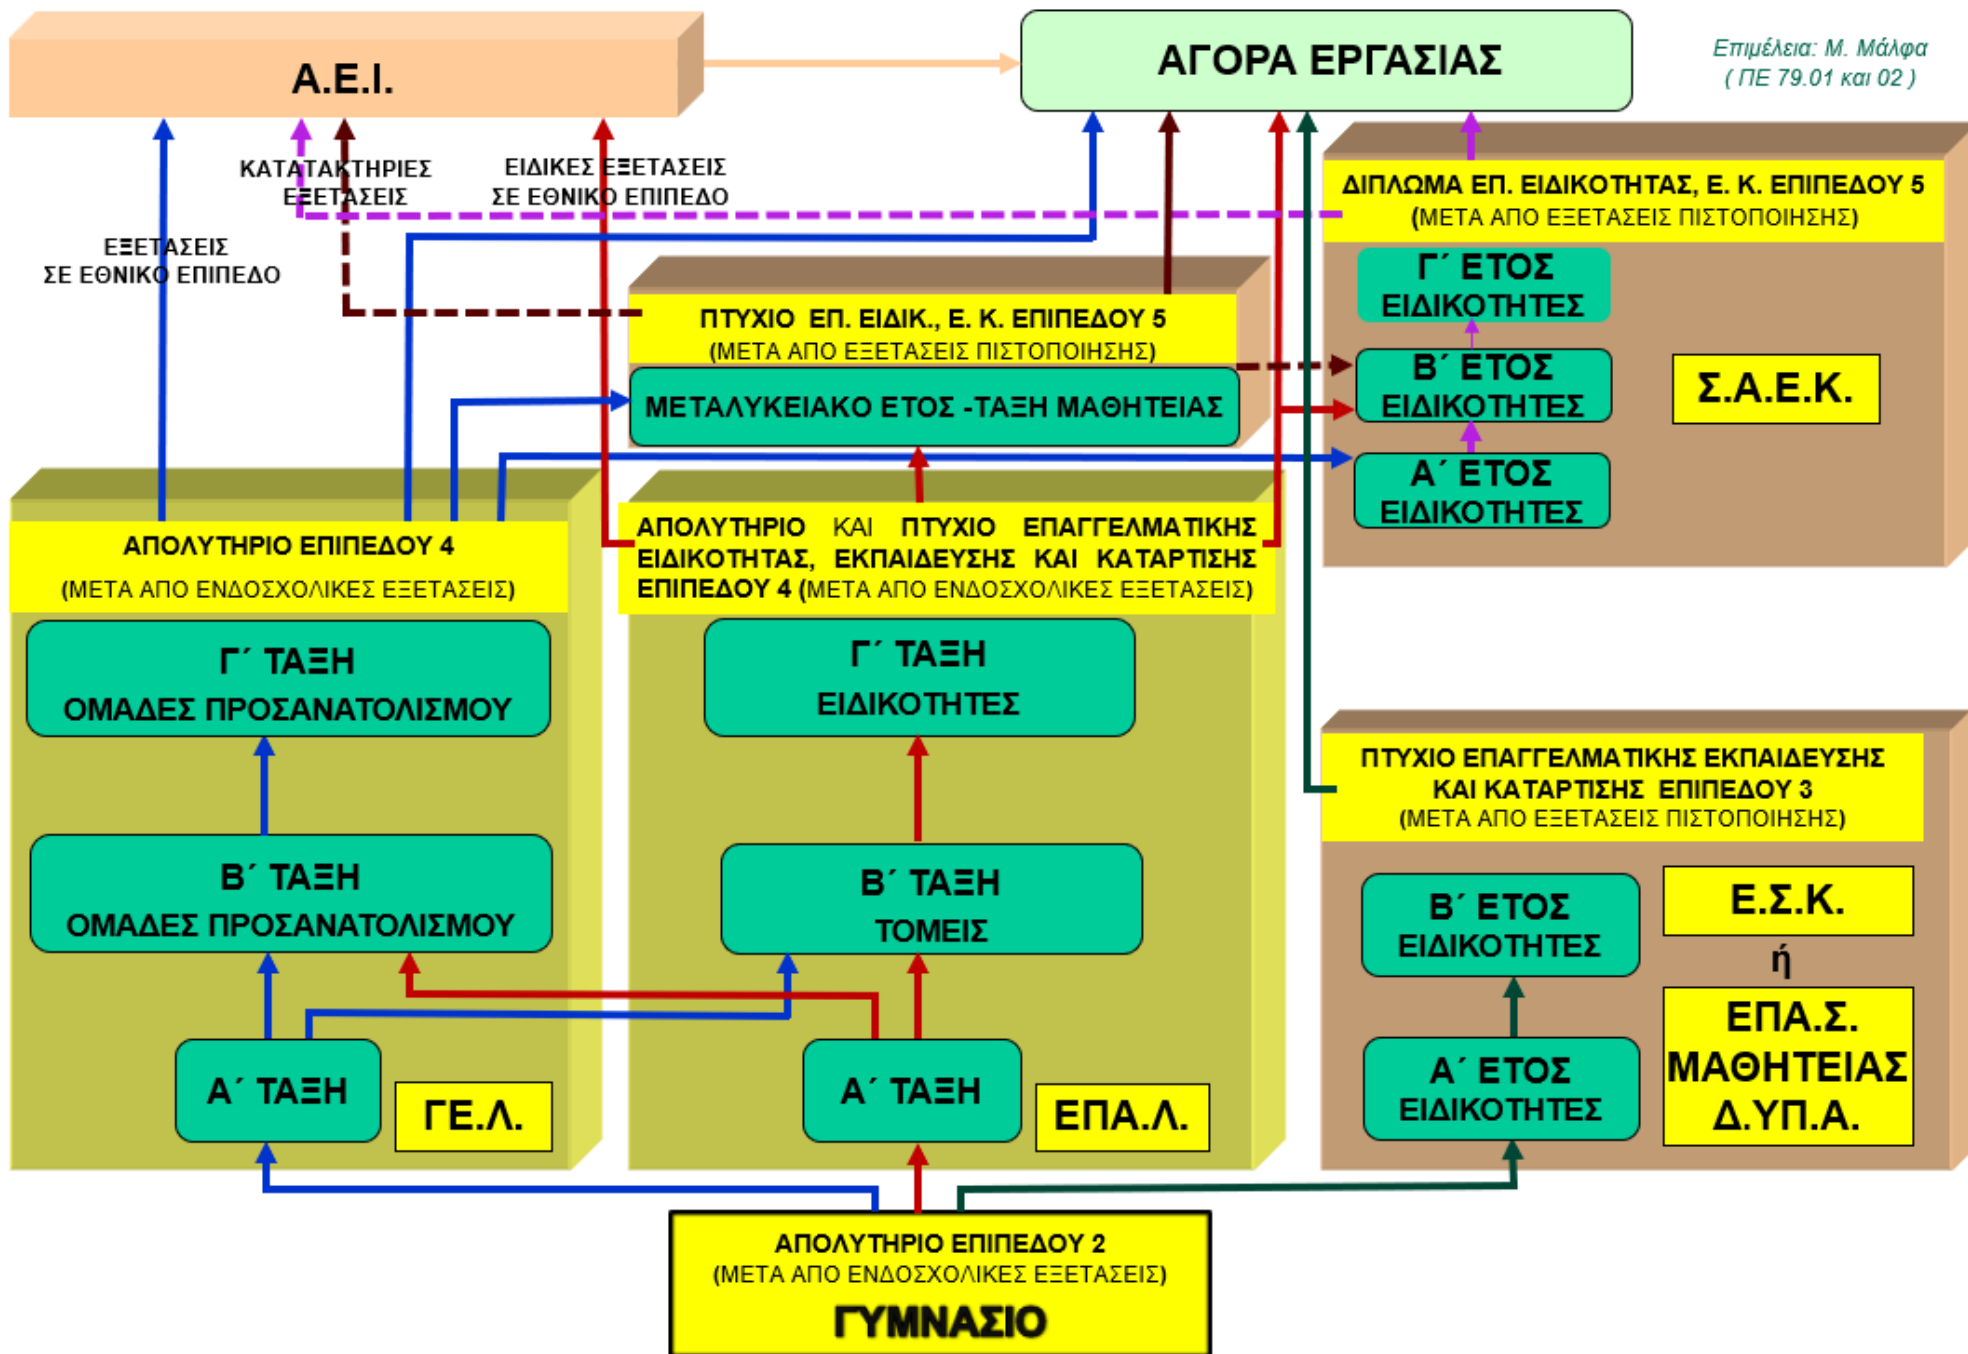 Α.Ε.Ι.
ΑΓΟΡΑ ΕΡΓΑΣΙΑΣ
Επιμέλεια: Μ. Μάλφα
( ΠΕ 79.01 και 02 )
ΚΑΤΑΤΑΚΤΗΡΙΕΣ
ΕΞΕΤΑΣΕΙΣ
ΕΙΔΙΚΕΣ ΕΞΕΤΑΣΕΙΣ
ΣΕ ΕΘΝΙΚΟ ΕΠΙΠΕΔΟ
ΕΞΕΤΑΣΕΙΣ
ΣΕ ΕΘΝΙΚΟ ΕΠΙΠΕΔΟ
ΔΙΠΛΩΜΑ ΕΠ. ΕΙΔΙΚΟΤΗΤΑΣ, Ε. Κ. ΕΠΙΠΕΔΟΥ 5
(ΜΕΤΑ ΑΠΟ ΕΞΕΤΑΣΕΙΣ ΠΙΣΤΟΠΟΙΗΣΗΣ)
Γ΄ ΕΤΟΣ
ΕΙΔΙΚΟΤΗΤΕΣ
Β΄ ΕΤΟΣ
ΕΙΔΙΚΟΤΗΤΕΣ
Α΄ ΕΤΟΣ
ΕΙΔΙΚΟΤΗΤΕΣ
Σ.Α.Ε.Κ.
ΠΤΥΧΙΟ ΕΠ. ΕΙΔΙΚ., Ε. Κ. ΕΠΙΠΕΔΟΥ 5
(ΜΕΤΑ ΑΠΟ ΕΞΕΤΑΣΕΙΣ ΠΙΣΤΟΠΟΙΗΣΗΣ)
ΜΕΤΑΛΥΚΕΙΑΚΟ ΕΤΟΣ -ΤΑΞΗ ΜΑΘΗΤΕΙΑΣ
ΑΠΟΛΥΤΗΡΙΟ ΕΠΙΠΕΔΟΥ 4
(ΜΕΤΑ ΑΠΟ ΕΝΔΟΣΧΟΛΙΚΕΣ ΕΞΕΤΑΣΕΙΣ)
Γ΄ ΤΑΞΗ
ΟΜΑΔΕΣ ΠΡΟΣΑΝΑΤΟΛΙΣΜΟΥ
Β΄ ΤΑΞΗ
ΟΜΑΔΕΣ ΠΡΟΣΑΝΑΤΟΛΙΣΜΟΥ
Α΄ ΤΑΞΗ
ΓΕ.Λ.
ΑΠΟΛΥΤΗΡΙΟ ΚΑΙ ΠΤΥΧΙΟ ΕΠΑΓΓΕΛΜΑΤΙΚΗΣ
ΕΙΔΙΚΟΤΗΤΑΣ, ΕΚΠΑΙΔΕΥΣΗΣ ΚΑΙ ΚΑΤΑΡΤΙΣΗΣ
ΕΠΙΠΕΔΟΥ 4 (ΜΕΤΑ ΑΠΟ ΕΝΔΟΣΧΟΛΙΚΕΣ ΕΞΕΤΑΣΕΙΣ)
Γ΄ ΤΑΞΗ
ΕΙΔΙΚΟΤΗΤΕΣ
Β΄ ΤΑΞΗ
ΤΟΜΕΙΣ
Α΄ ΤΑΞΗ
ΕΠΑ.Λ.
ΠΤΥΧΙΟ ΕΠΑΓΓΕΛΜΑΤΙΚΗΣ ΕΚΠΑΙΔΕΥΣΗΣ
ΚΑΙ ΚΑΤΑΡΤΙΣΗΣ ΕΠΙΠΕΔΟΥ 3
(ΜΕΤΑ ΑΠΟ ΕΞΕΤΑΣΕΙΣ ΠΙΣΤΟΠΟΙΗΣΗΣ)
Β΄ ΕΤΟΣ
ΕΙΔΙΚΟΤΗΤΕΣ
Α΄ ΕΤΟΣ
ΕΙΔΙΚΟΤΗΤΕΣ
Ε.Σ.Κ.
ή
ΕΠΑ.Σ.
ΜΑΘΗΤΕΙΑΣ
Δ.ΥΠ.Α.
ΑΠΟΛΥΤΗΡΙΟ ΕΠΙΠΕΔΟΥ 2
(ΜΕΤΑ ΑΠΟ ΕΝΔΟΣΧΟΛΙΚΕΣ ΕΞΕΤΑΣΕΙΣ)
ΓΥΜΝΑΣΙΟ